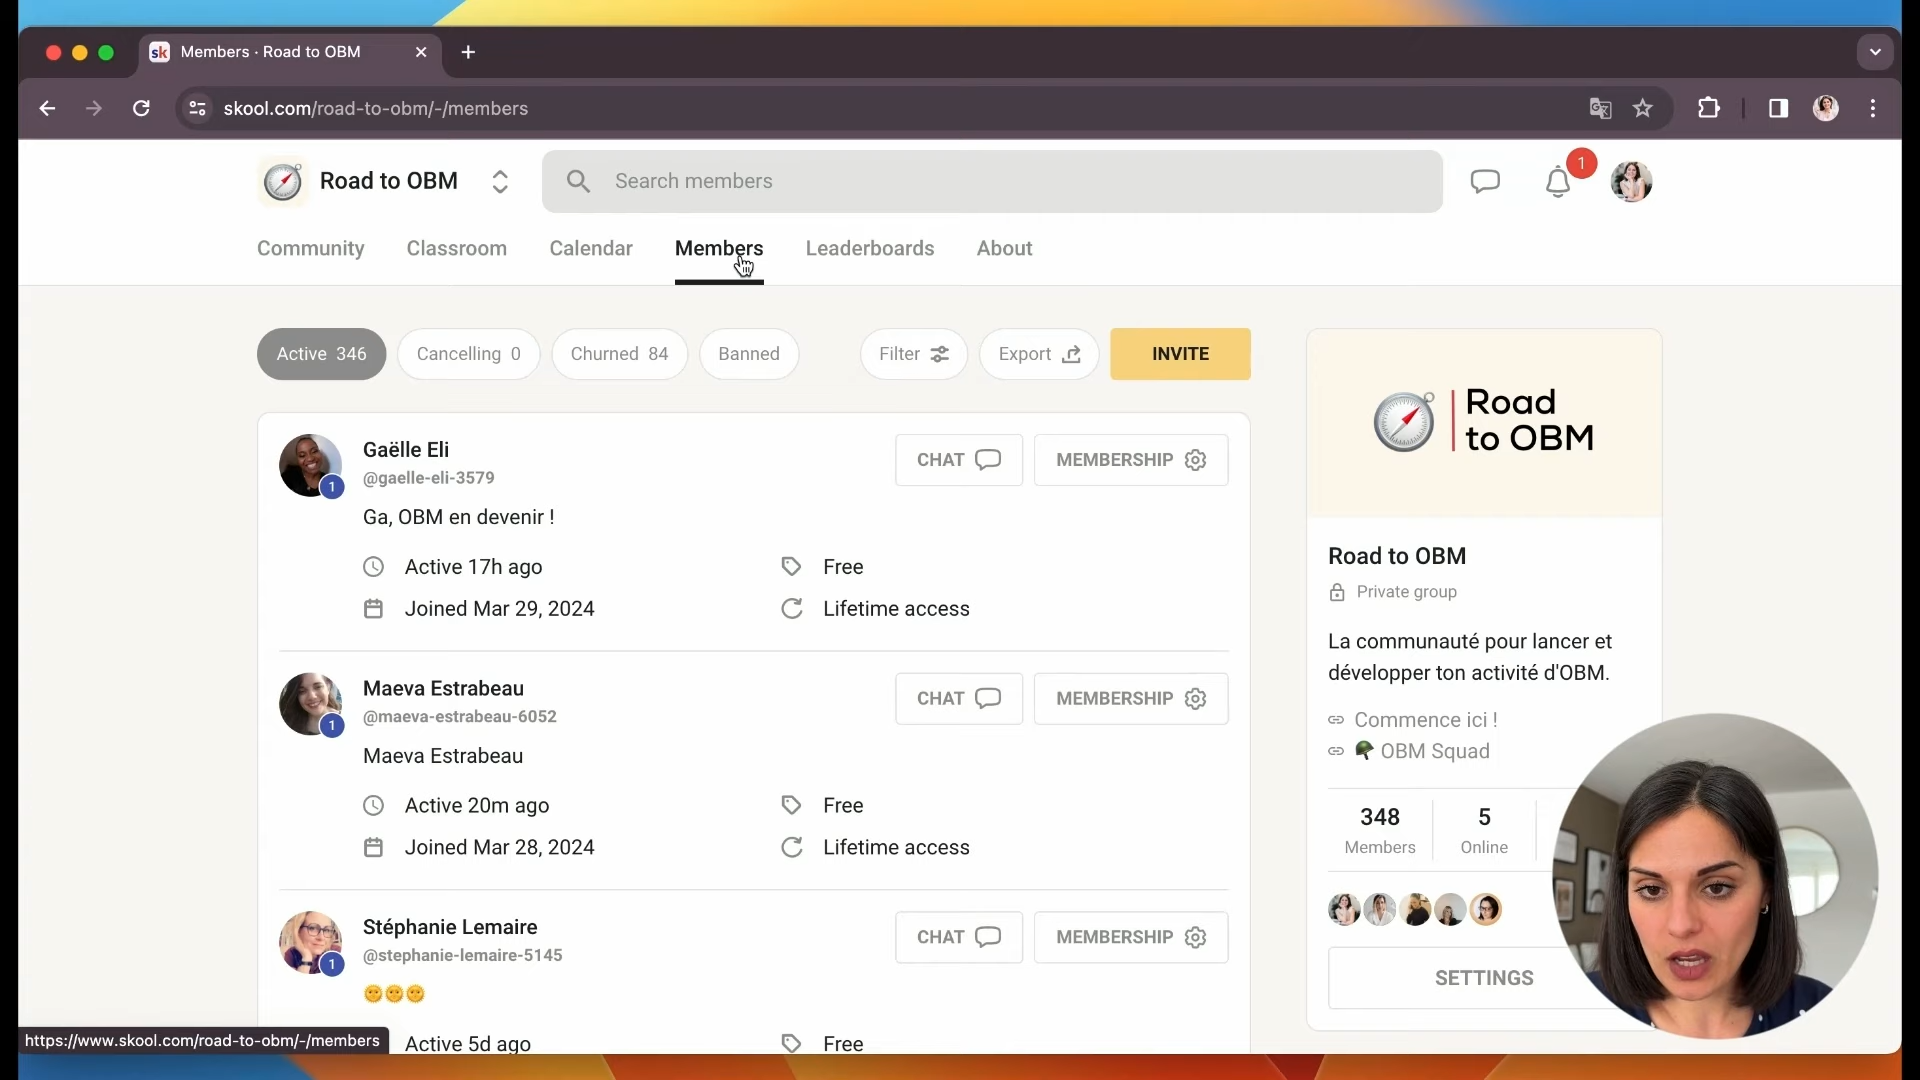 sk Members · Road to OBM
skool.com/road-to-obm/-/members
Road to OBM
Search members
1
Community Classroom Calendar Members Leaderboards About
Active 346 Cancelling 0 Churned 84 Banned Filter Export INVITE
Gaëlle Eli
@gaelle-eli-3579
1
Ga, OBM en devenir !
Active 17h ago
Free
Joined Mar 29, 2024
Lifetime access
CHAT MEMBERSHIP
Maeva Estrabeau
@maeva-estrabeau-6052
1
Maeva Estrabeau
Active 20m ago
Free
Joined Mar 28, 2024
Lifetime access
CHAT MEMBERSHIP
Stéphanie Lemaire
@stephanie-lemaire-5145
1
🌞🌞🌞
Active 5d ago
Free
CHAT MEMBERSHIP
Road
to OBM
Road to OBM
Private group
La communauté pour lancer et
développer ton activité d'OBM.
Commence ici !
🪖 OBM Squad
348 5
Members Online
SETTINGS
https://www.skool.com/road-to-obm/-/members